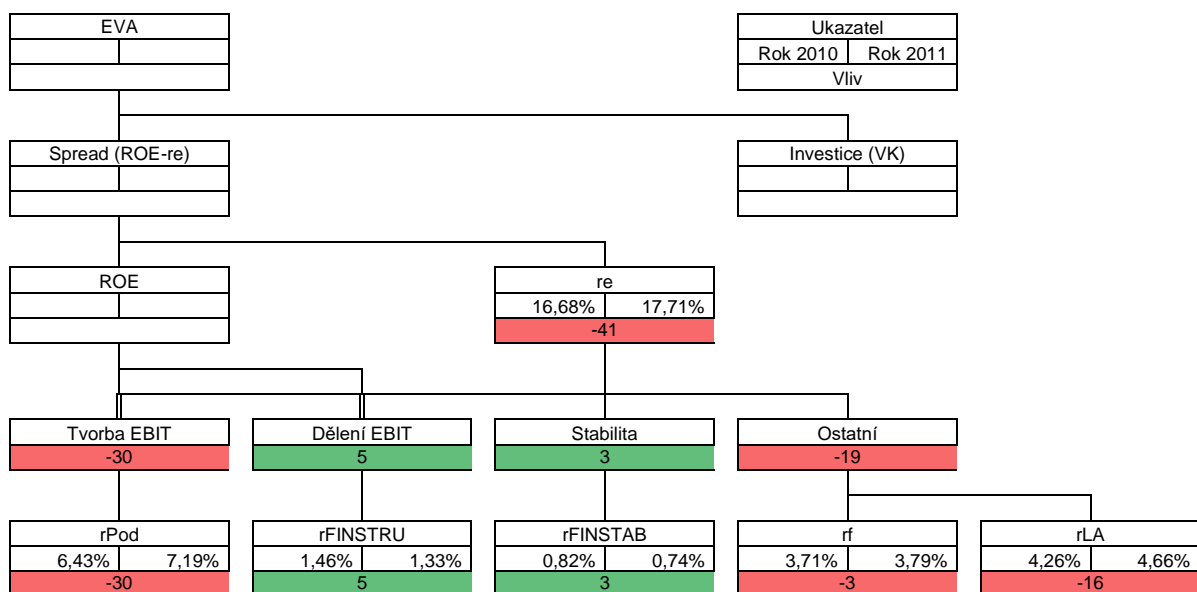 EVA
Ukazatel
Rok 2010 Rok 2011
Vliv
Spread (ROE-re)
Investice (VK)
ROE
re
16,68% 17,71%
-41
Tvorba EBIT
Dělení EBIT
Stabilita
Ostatní
-30
5
3
-19
rPod
rFINSTRU
rFINSTAB
rf
rLA
6,43% 7,19%
1,46% 1,33%
0,82% 0,74%
3,71% 3,79%
4,26% 4,66%
-30
5
3
-3
-16